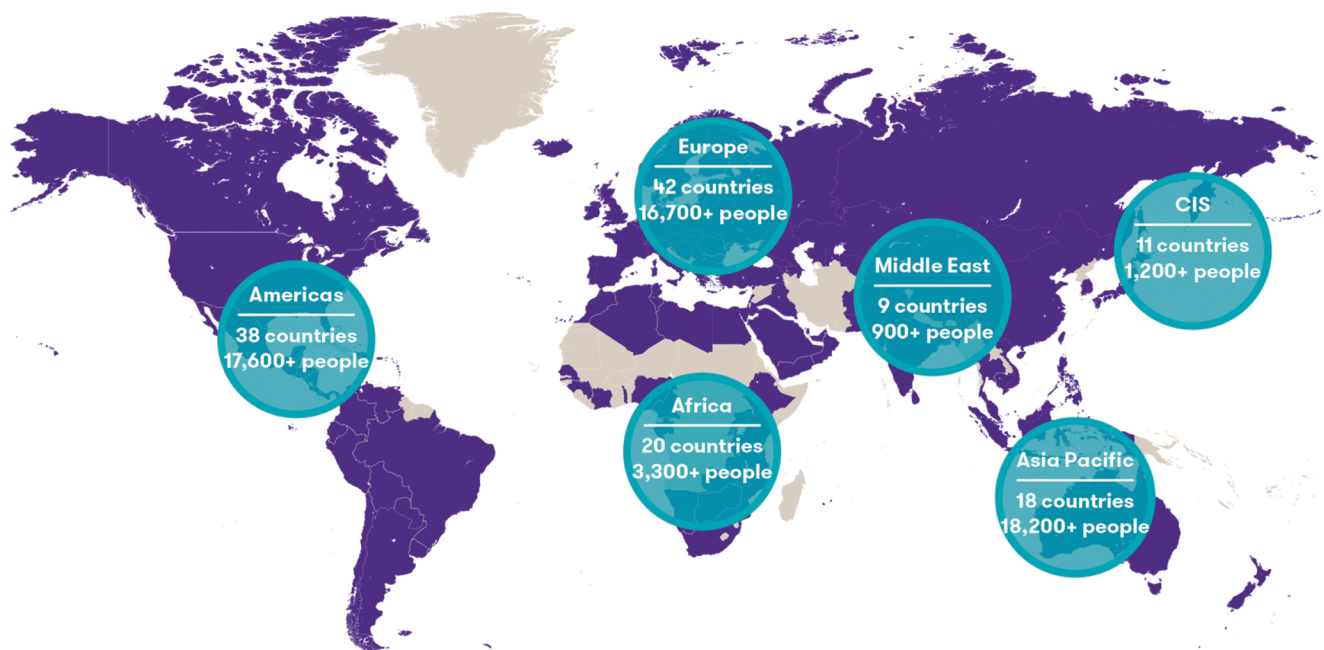 Europe
42 countries
16,700+ people
CIS
11 countries
1,200+ people
Middle East
9 countries
900+ people
Americas
38 countries
17,600+ people
Africa
20 countries
3,300+ people
Asia Pacific
18 countries
18,200+ people